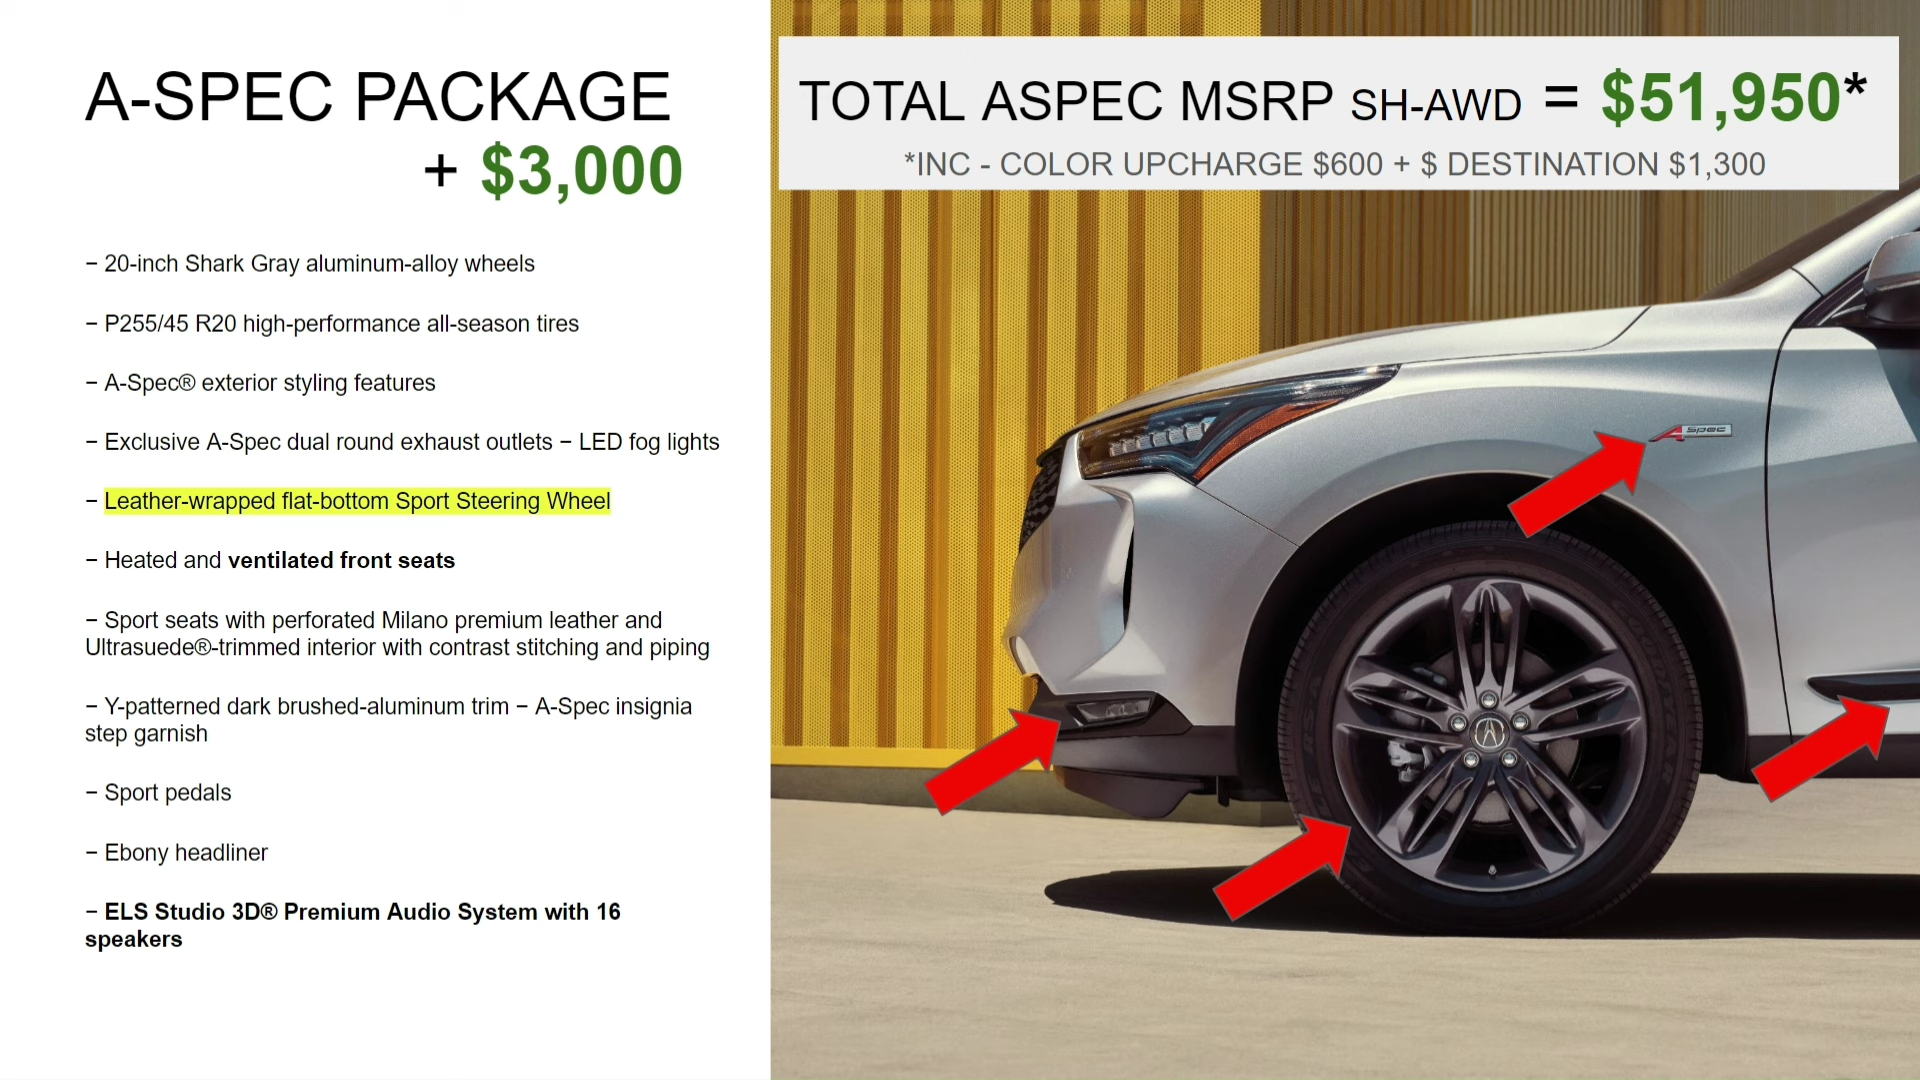 A-SPEC PACKAGE
+ $3,000
− 20-inch Shark Gray aluminum-alloy wheels
− P255/45 R20 high-performance all-season tires
− A-Spec® exterior styling features
− Exclusive A-Spec dual round exhaust outlets − LED fog lights
− Leather-wrapped flat-bottom Sport Steering Wheel
− Heated and ventilated front seats
− Sport seats with perforated Milano premium leather and
Ultrasuede®-trimmed interior with contrast stitching and piping
− Y-patterned dark brushed-aluminum trim − A-Spec insignia
step garnish
− Sport pedals
− Ebony headliner
− ELS Studio 3D® Premium Audio System with 16
speakers
TOTAL ASPEC MSRP SH-AWD = $51,950*
*INC - COLOR UPCHARGE $600 + $ DESTINATION $1,300
A spec